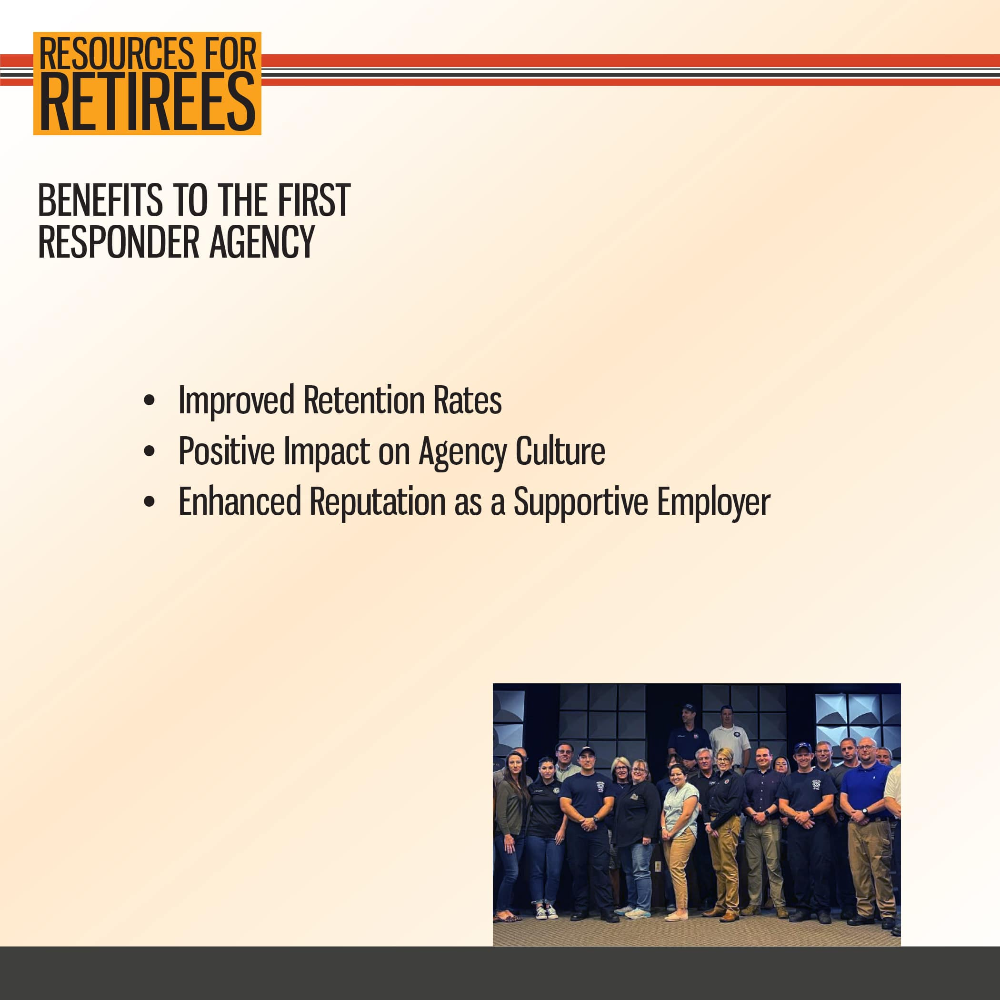 RESOURCES FOR
RETIREES
BENEFITS TO THE FIRST
RESPONDER AGENCY
• Improved Retention Rates
• Positive Impact on Agency Culture
• Enhanced Reputation as a Supportive Employer